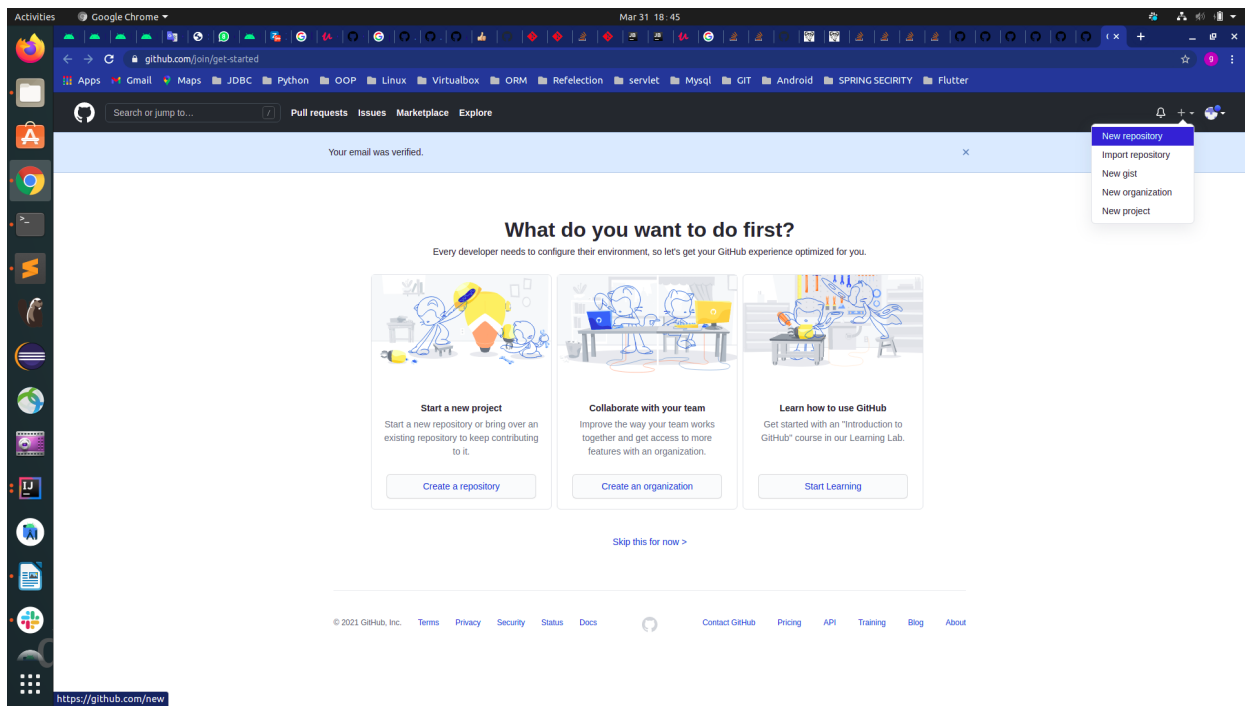 Activities
Google Chrome
Mar 31 18:45
github.com/join/get-started
Apps
Gmail
Maps
JDBC
Python
OOP
Linux
Virtualbox
ORM
Refelection
servlet
Mysql
GIT
Android
SPRING SECIRITY
Flutter
Search or jump to...
/
Pull requests
Issues
Marketplace
Explore
New repository
Import repository
New gist
New organization
New project
Your email was verified.
What do you want to do first?
Every developer needs to configure their environment, so let's get your GitHub experience optimized for you.
Start a new project
Start a new repository or bring over an
existing repository to keep contributing
to it.
Create a repository
Collaborate with your team
Improve the way your team works
together and get access to more
features with an organization.
Create an organization
Learn how to use GitHub
Get started with an "Introduction to
GitHub" course in our Learning Lab.
Start Learning
Skip this for now >
© 2021 GitHub, Inc.
Terms
Privacy
Security
Status
Docs
Contact GitHub
Pricing
API
Training
Blog
About
https://github.com/new